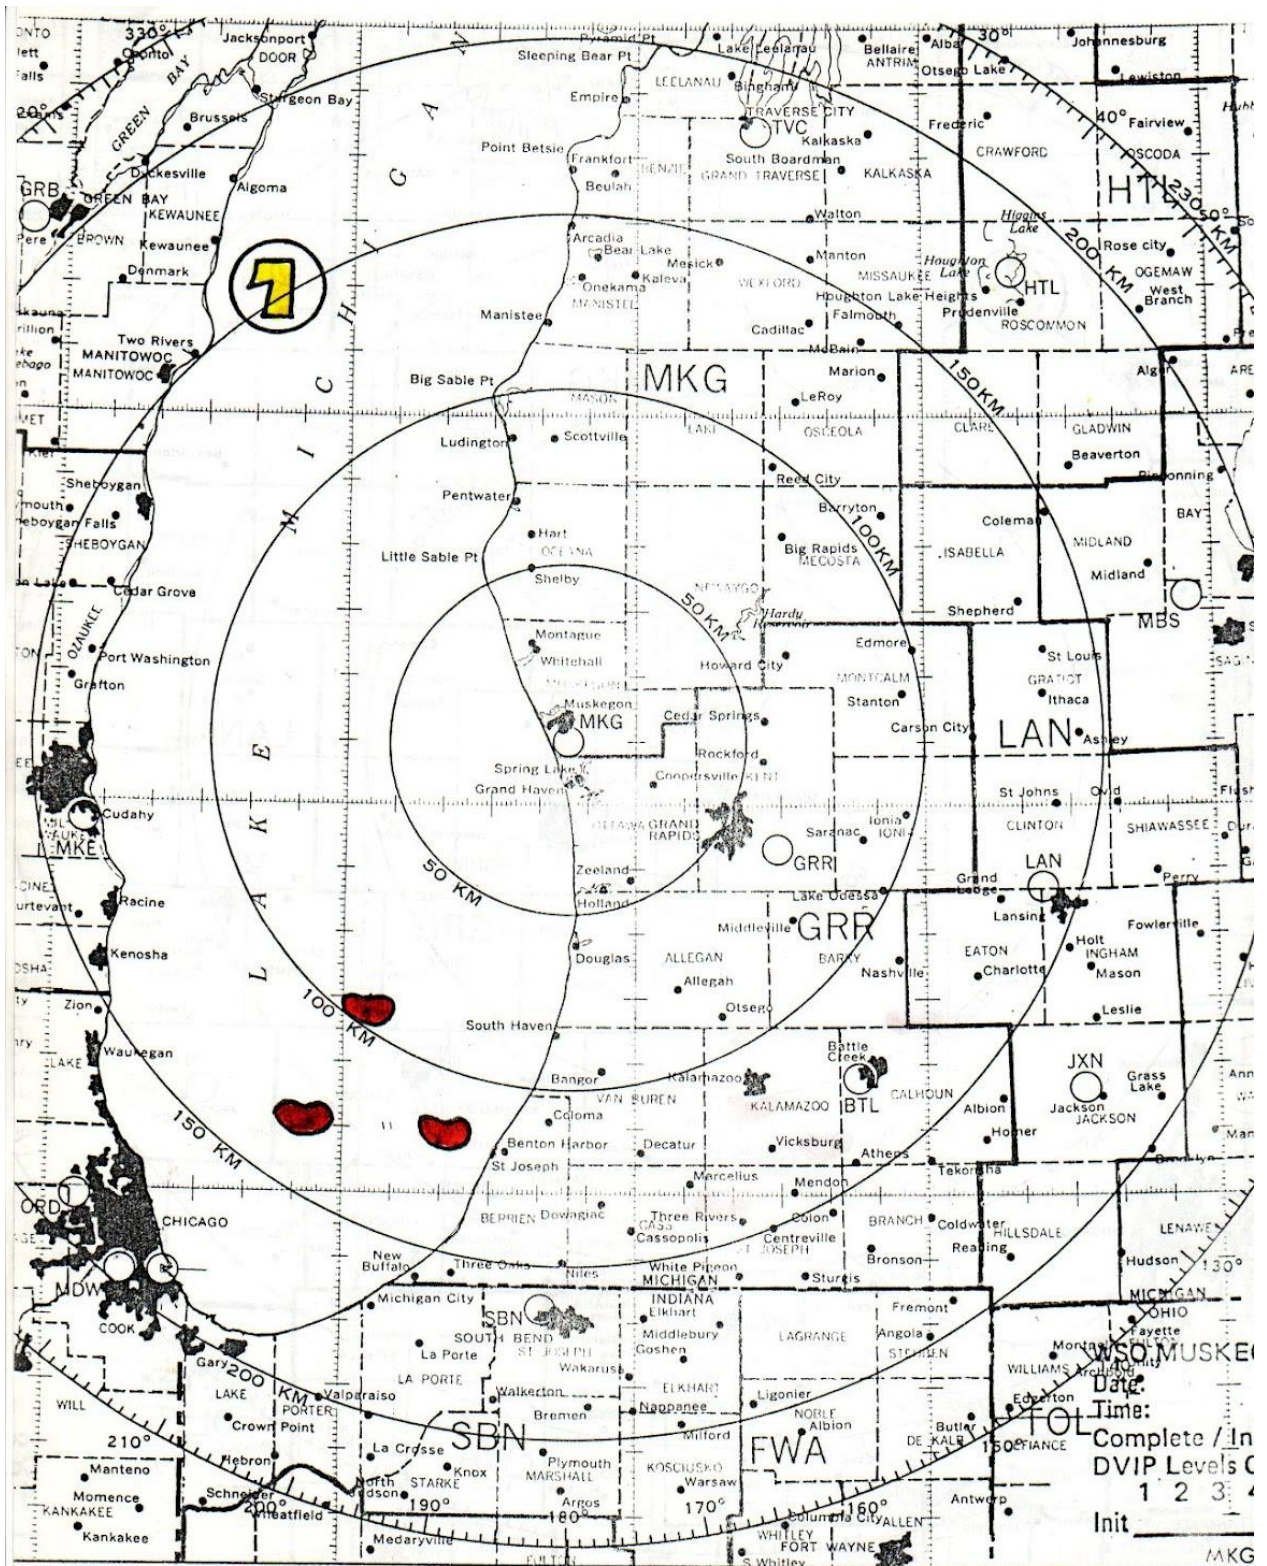 330°
Jacksonport
DOOR
Sleeping Bear Pt
Pyramid Pt
Lake Leelanau
Bellaire
ANTRIM
Alba
30°
Johannesburg
Otsego Lake
Lewiston
Oconto
Falls
BAY
GREEN
Sturgeon Bay
Brussels
Empire
LEELANAU
Bingham
TRAVERSE CITY
TVC
Kalkaska
Frederic
40°
Fairview
CRAWFORD
OSCODA
Point Betsie
Frankfort
Beulah
BENZIE
South Boardman
GRAND TRAVERSE
KALKASKA
Dyckesville
Algoma
GRB
GREEN BAY
KEWAUNEE
BROWN
Kewaunee
Denmark
HTL
230 KM
200 KM
Walton
Higgins
Lake
Rose city
OGEMAW
West
Branch
Arcadia
Bear Lake
Mesick
Manton
MISSAUKEE
Houghton
Lake
HTL
Onekama
Kaleva
MANISTEE
WEXFORD
Houghton Lake Heights
Prudenville
ROSCOMMON
Manistee
Cadillac
Falmouth
McBain
Two Rivers
MANITOWOC
MANITOWOC
1
LAKE MICHIGAN
Big Sable Pt
MKG
Marion
150 KM
Alger
MASON
LeRoy
Ludington
Scottville
LAKE
OSCEOLA
CLARE
GLADWIN
Kiel
Beaverton
Sheboygan
Reed City
Pinconning
Pentwater
Barryton
Coleman
BAY
SHEBOYGAN
Hart
OCEANA
Big Rapids
MECOSTA
100 KM
ISABELLA
MIDLAND
Little Sable Pt
Shelby
Midland
Cedar Grove
NEWAYGO
50 KM
Hardy
Reservoir
Shepherd
MBS
OZAUKEE
Port Washington
Grafton
Montague
Whitehall
MUSKEGON
Howard City
Edmore
MONTCALM
Stanton
St Louis
GRATIOT
Ithaca
Muskegon
MKG
Cedar Springs
Carson City
LAN
Ashley
Spring Lake
Grand Haven
Rockford
Coopersville
KENT
St Johns
Ovid
Cudahy
MKE
OTTAWA
GRAND
RAPIDS
Saranac
Ionia
CLINTON
SHIAWASSEE
GRR
LAN
50 KM
Zeeland
Holland
Lake Odessa
Grand
Ledge
Perry
Racine
Lansing
Middleville
GRR
Fowlerville
Kenosha
Douglas
ALLEGAN
BARRY
Nashville
EATON
Charlotte
Holt
INGHAM
Mason
Allegah
Zion
100 KM
Otsego
Leslie
South Haven
LAKE
Waukegan
Battle
Creek
JXN
Grass
Lake
Bangor
Kalamazoo
VAN BUREN
KALAMAZOO
BTL
CALHOUN
Albion
Jackson
JACKSON
150 KM
Coloma
Benton Harbor
St Joseph
Decatur
Vicksburg
Athens
Homer
Brooklyn
Tekonsha
Marcelius
Mendon
ORD
CHICAGO
BERRIEN
Dowagiac
CASS
Cassopolis
Three Rivers
Colon
Centreville
ST JOSEPH
BRANCH
Coldwater
Reading
HILLSDALE
LENAWE
Bronson
MDW
New
Buffalo
Three Oaks
Niles
White Pigeon
MICHIGAN
Sturgis
Hudson
130°
Michigan City
INDIANA
Elkhart
Fremont
MICHIGAN
OHIO
COOK
SBN
SOUTH BEND
ST JOSEPH
Middlebury
LAGRANGE
Angola
STEUBEN
Fayette
La Porte
Goshen
WILLIAMS
Archbold
WSO MUSKE
Gary
200 KM
LA PORTE
Wakarusa
ELKHART
Date:
LAKE
Valparaiso
PORTER
Walkerton
Nappanee
Ligonier
Edgerton
Time:
WILL
Crown Point
Bremen
NOBLE
Albion
Butler
DE KALB
TOL
210°
SBN
Milford
FWA
150°
Complete / In
Hebron
La Crosse
Plymouth
MARSHALL
KOSCIUSKO
DVIP Levels
Manteno
STARKE
Knox
Warsaw
1 2 3
Momence
KANKAKEE
Schneider
200°
Wheatfield
190°
Argos
180°
170°
160°
Antwerp
Columbia City
ALLEN
Init
Kankakee
Medaryville
FULTON
WHITLEY
FORT WAYNE
S Whitley
MKG